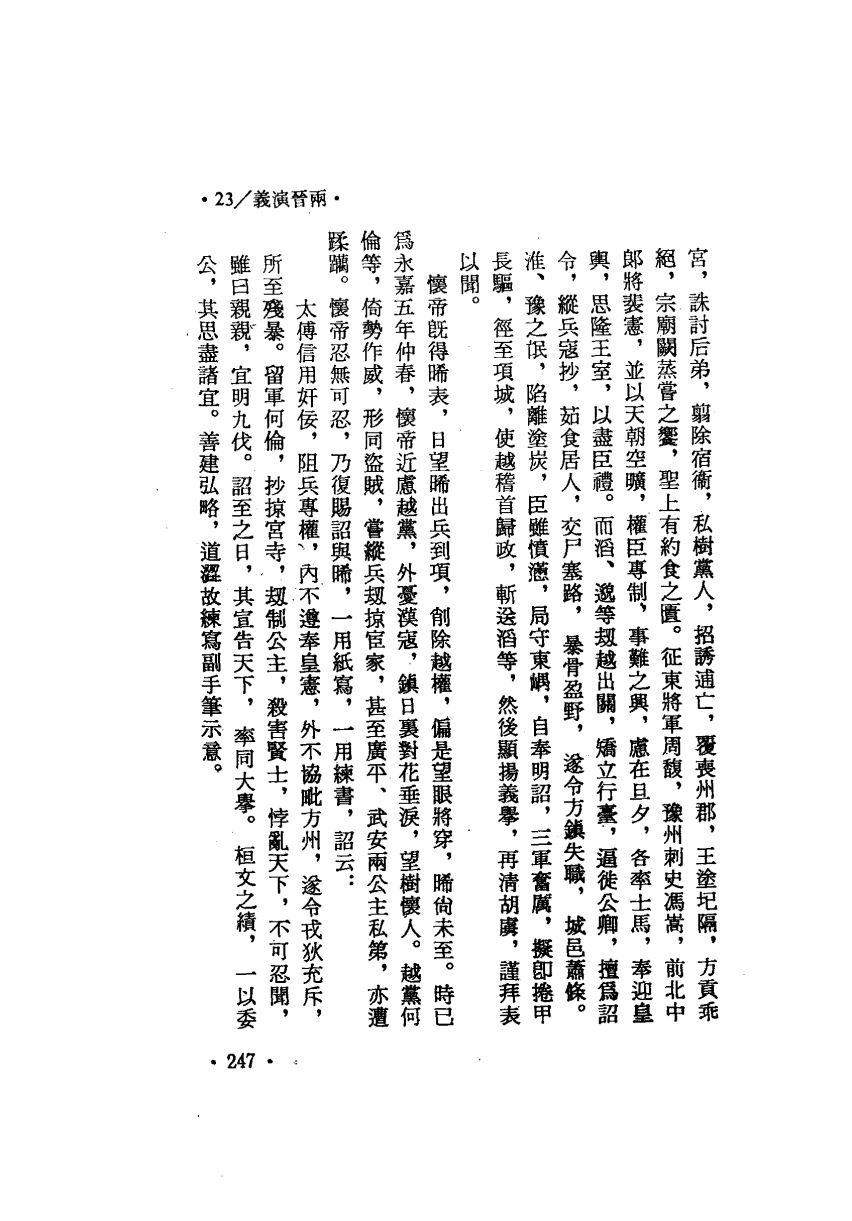 ·23／義演晉兩·
宮，誅討后弟，翦除宿衞，私樹黨人，招誘逋亡，覆喪州郡，王塗圮隔，方貢乖
絕，宗廟闕蒸嘗之饗，聖上有約食之匱。征東將軍周馥，豫州刺史馮嵩，前北中
郎將裴憲，並以天朝空曠，權臣專制，事難之興，慮在旦夕，各率士馬，奉迎皇
輿，思隆王室，以盡臣禮。而滔、邈等刼越出關，矯立行臺，逼徙公卿，擅爲詔
令，縱兵寇抄，茹食居人，交尸塞路，暴骨盈野，遂令方鎮失職，城邑蕭條。
淮、豫之氓，陷離塗炭，臣雖憤懣，局守東嵎，自奉明詔，三軍奮厲，擬卽捲甲
長驅，徑至項城，使越稽首歸政，斬送滔等，然後顯揚義舉，再清胡虜，謹拜表
以聞。
懷帝旣得晞表，日望晞出兵到項，削除越權，偏是望眼將穿，晞尙未至。時已
爲永嘉五年仲春，懷帝近慮越黨，外憂漢寇，鎮日裏對花垂淚，望樹懷人。越黨何
倫等，倚勢作威，形同盜賊，嘗縱兵刼掠宦家，甚至廣平、武安兩公主私第，亦遭
蹂躪。懷帝忍無可忍，乃復賜詔與晞，一用紙寫，一用練書，詔云：
太傅信用奸佞，阻兵專權，內不遵奉皇憲，外不協毗方州，遂令戎狄充斥，
所至殘暴。留軍何倫，抄掠宮寺，刼制公主，殺害賢士，悖亂天下，不可忍聞，
雖曰親親，宜明九伐。詔至之日，其宣告天下，率同大擧。桓文之績，一以委
公，其思盡諸宜。善建弘略，道澀故練寫副手筆示意。
·247·